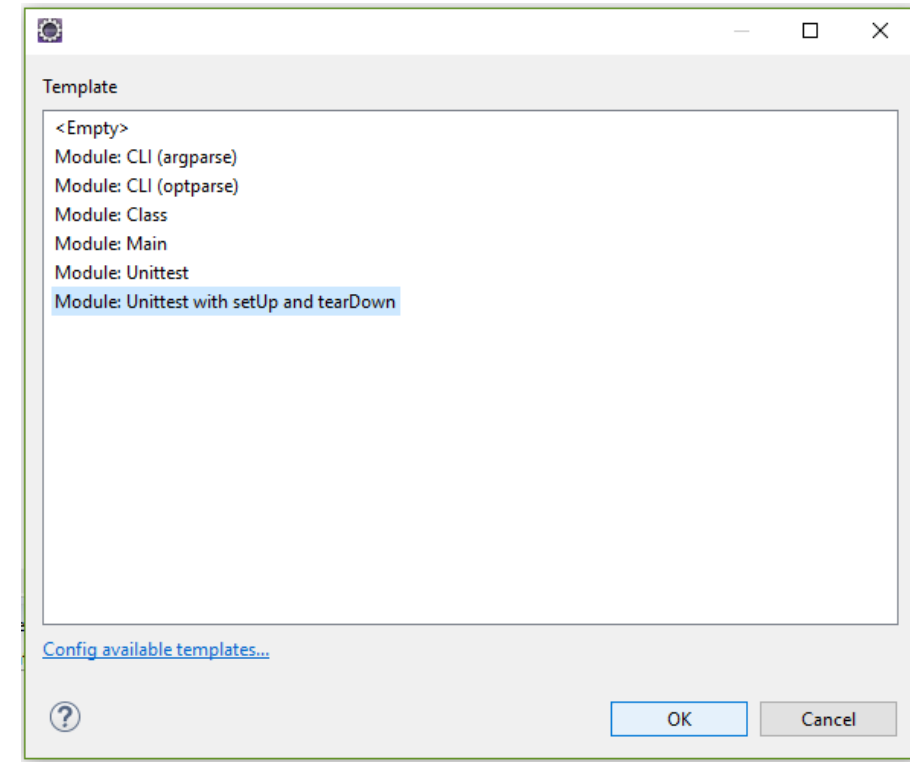 Template
<Empty>
Module: CLI (argparse)
Module: CLI (optparse)
Module: Class
Module: Main
Module: Unittest
Module: Unittest with setUp and tearDown
Config available templates...
?
OK Cancel